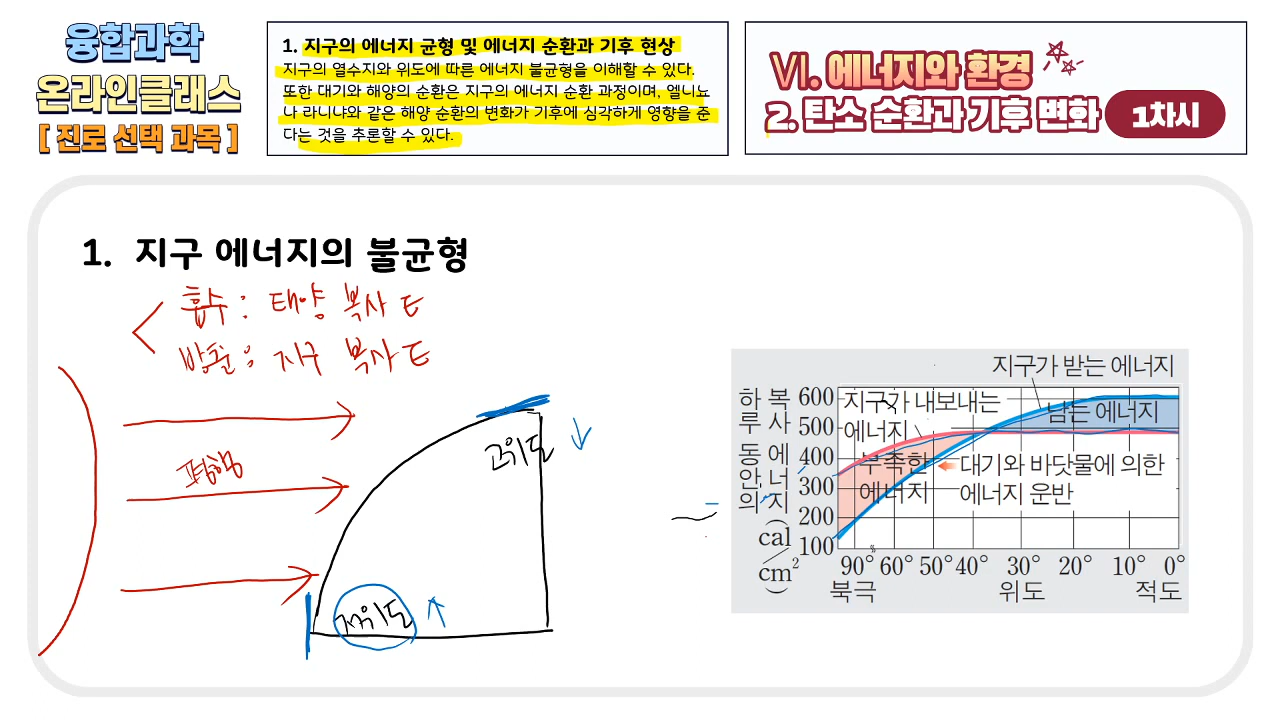 융합과학
온라인클래스
[ 진로 선택 과목 ]
1. 지구의 에너지 균형 및 에너지 순환과 기후 현상
지구의 열수지와 위도에 따른 에너지 불균형을 이해할 수 있다.
또한 대기와 해양의 순환은 지구의 에너지 순환 과정이며, 엘니뇨
나 라니냐와 같은 해양 순환의 변화가 기후에 심각하게 영향을 준
다는 것을 추론할 수 있다.
Ⅵ. 에너지와 환경
2. 탄소 순환과 기후 변화 1차시
1. 지구 에너지의 불균형
흡수 : 태양 복사 E
방출 : 지구 복사 E
평행
고위도
저위도
지구가 받는 에너지
지구가 내보내는
에너지
남는 에너지
부족한
에너지
대기와 바닷물에 의한
에너지 운반
하루 동안의
복사 에너지
(cal/cm²)
600
500
400
300
200
100
90° 60° 50° 40° 30° 20° 10° 0°
북극 위도 적도